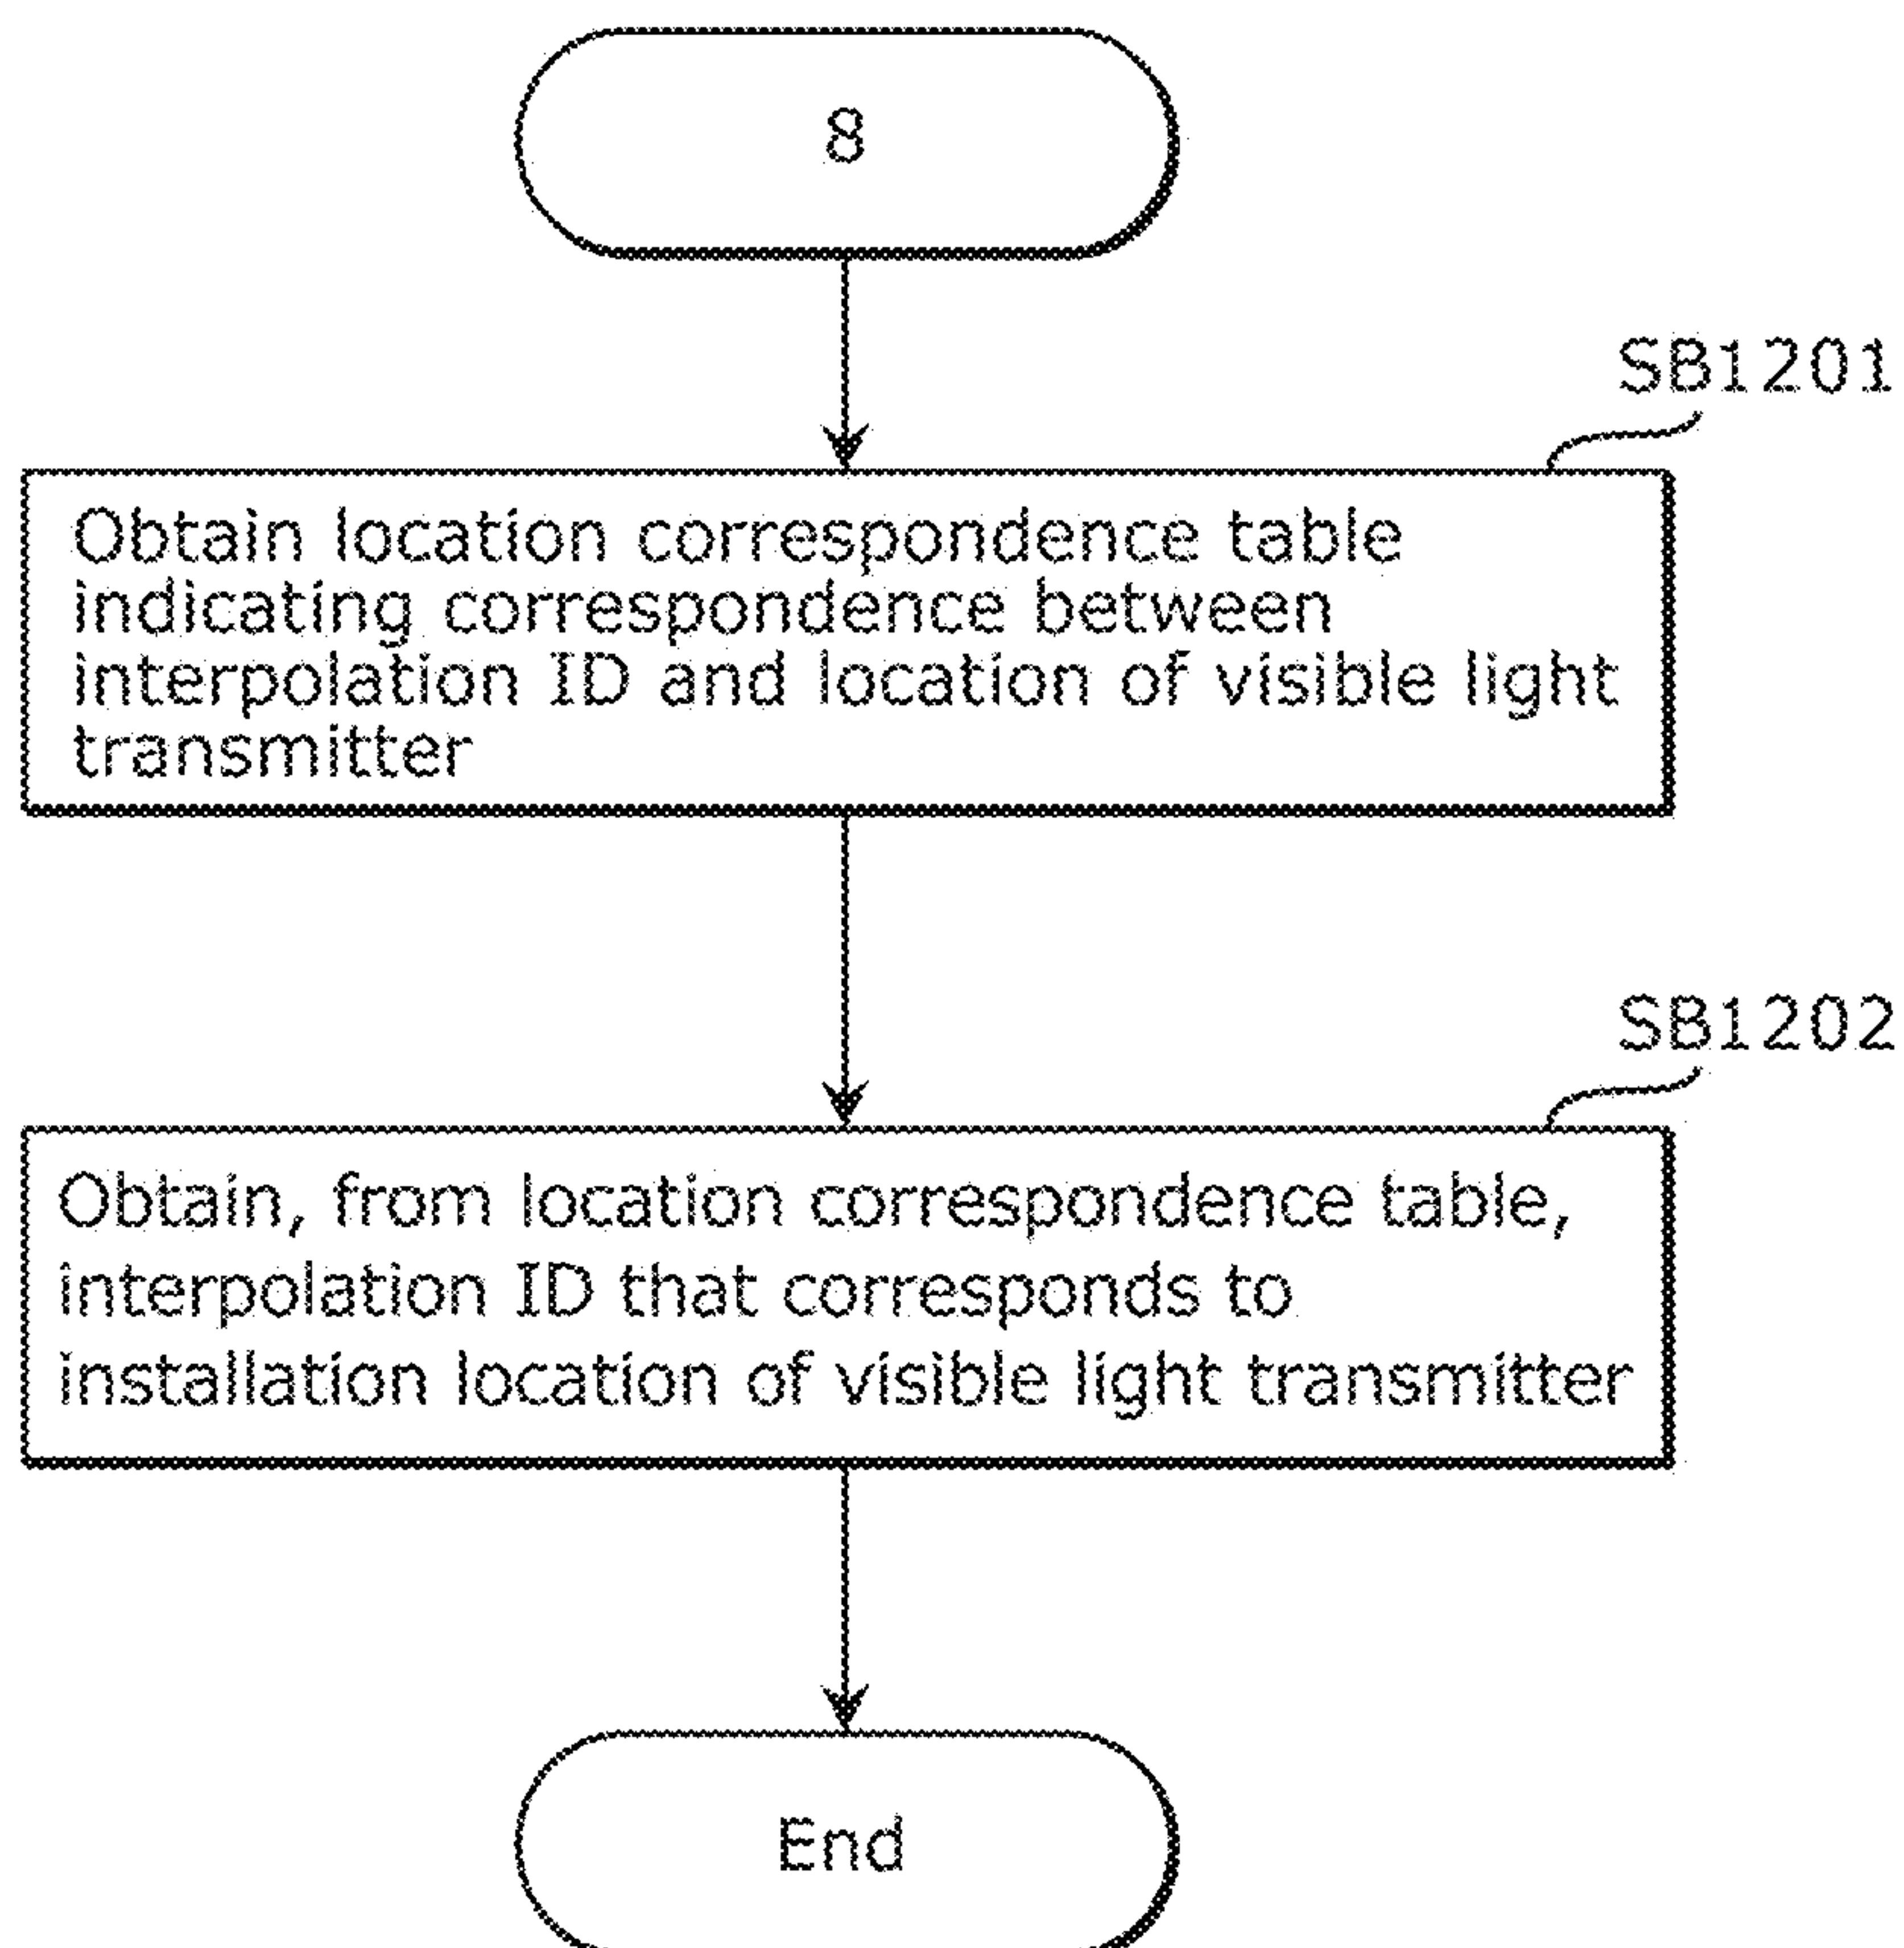 8
SB1201
Obtain location correspondence table
indicating correspondence between
interpolation ID and location of visible light
transmitter
SB1202
Obtain, from location correspondence table,
interpolation ID that corresponds to
installation location of visible light transmitter
End